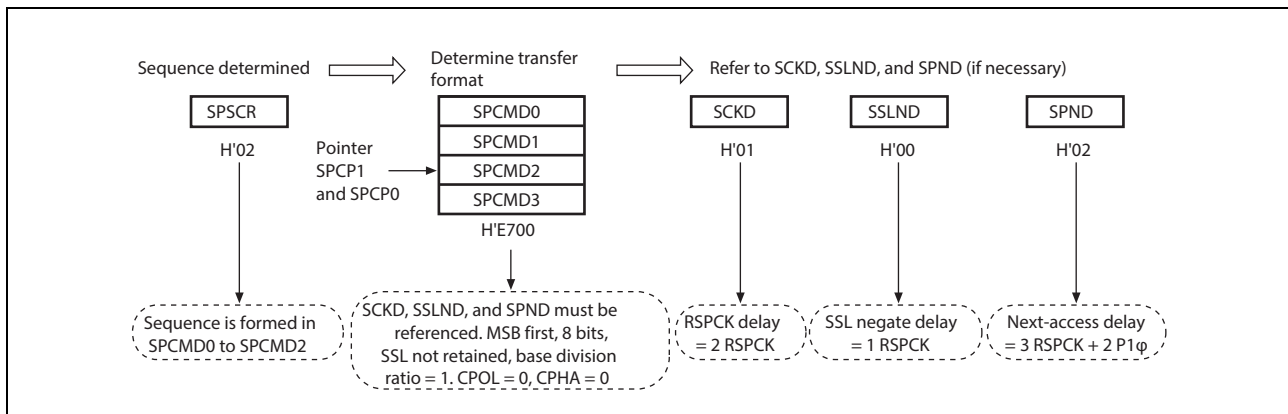 Sequence determined
Determine transfer
format
Refer to SCKD, SSLND, and SPND (if necessary)
SPSCR
H'02
Pointer
SPCP1
and SPCP0
SPCMD0
SPCMD1
SPCMD2
SPCMD3
H'E700
SCKD
H'01
SSLND
H'00
SPND
H'02
Sequence is formed in
SPCMD0 to SPCMD2
SCKD, SSLND, and SPND must be
referenced. MSB first, 8 bits,
SSL not retained, base division
ratio = 1. CPOL = 0, CPHA = 0
RSPCK delay
= 2 RSPCK
SSL negate delay
= 1 RSPCK
Next-access delay
= 3 RSPCK + 2 P1φ